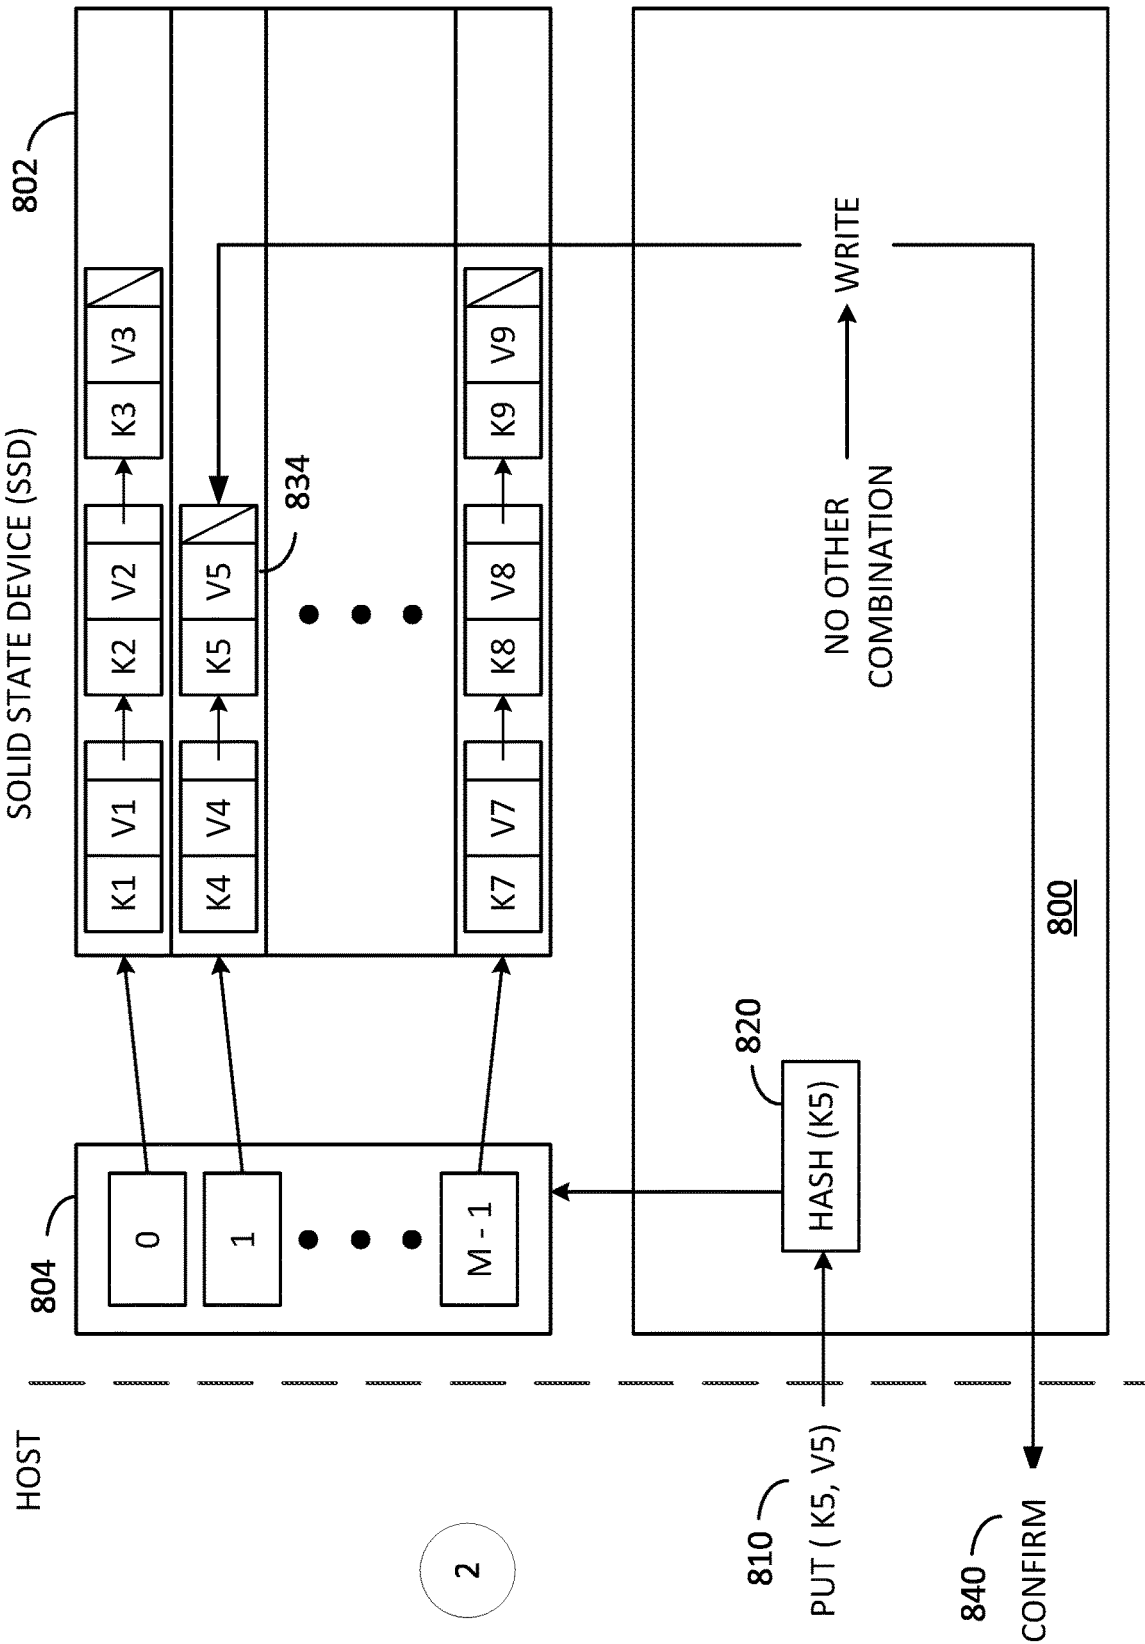 HOST
SOLID STATE DEVICE (SSD)
804
802
0
K1 V1
K2 V2
K3 V3
1
K4 V4
K5 V5
834
M - 1
K7 V7
K8 V8
K9 V9
2
810
PUT ( K5, V5)
820
HASH (K5)
NO OTHER
COMBINATION
WRITE
840
CONFIRM
800